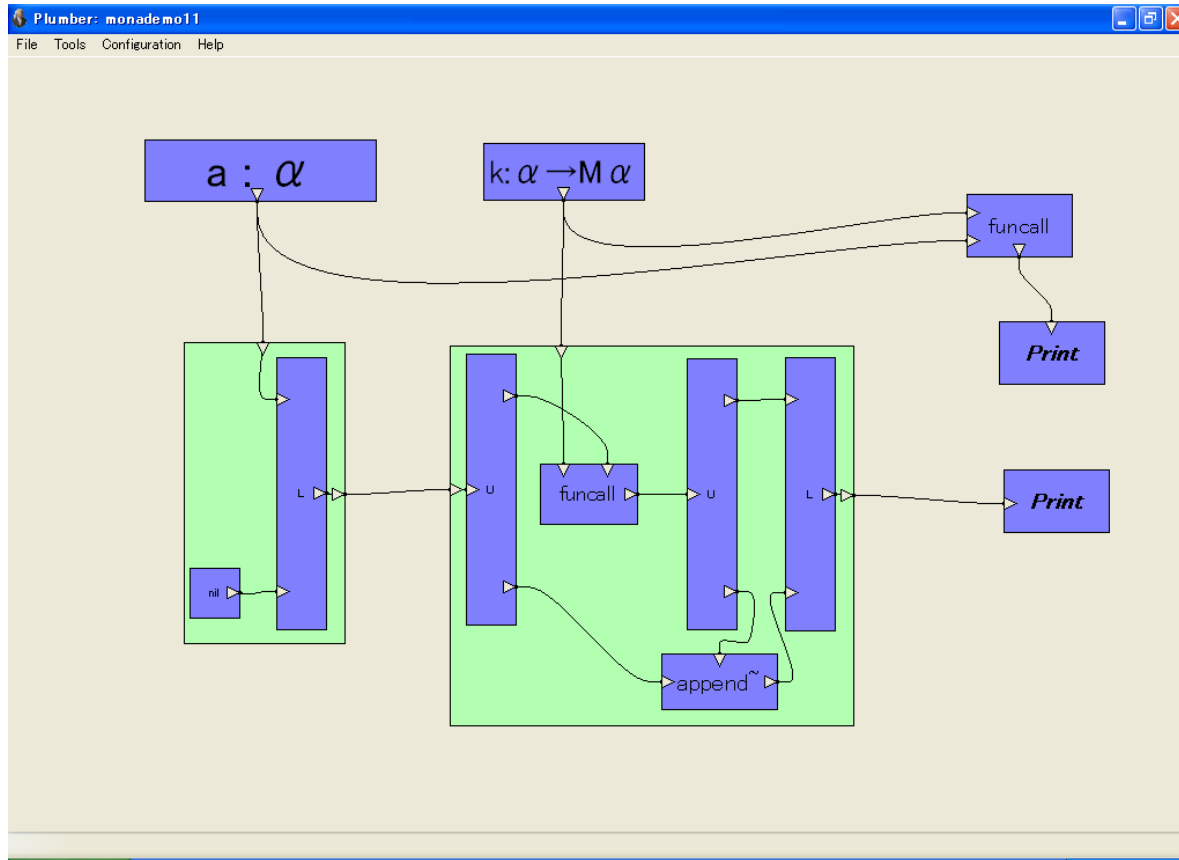 Plumber: monademo11
File Tools Configuration Help
a : α
k: α→M α
funcall
Print
L
nil
U
funcall
U
L
append~
Print